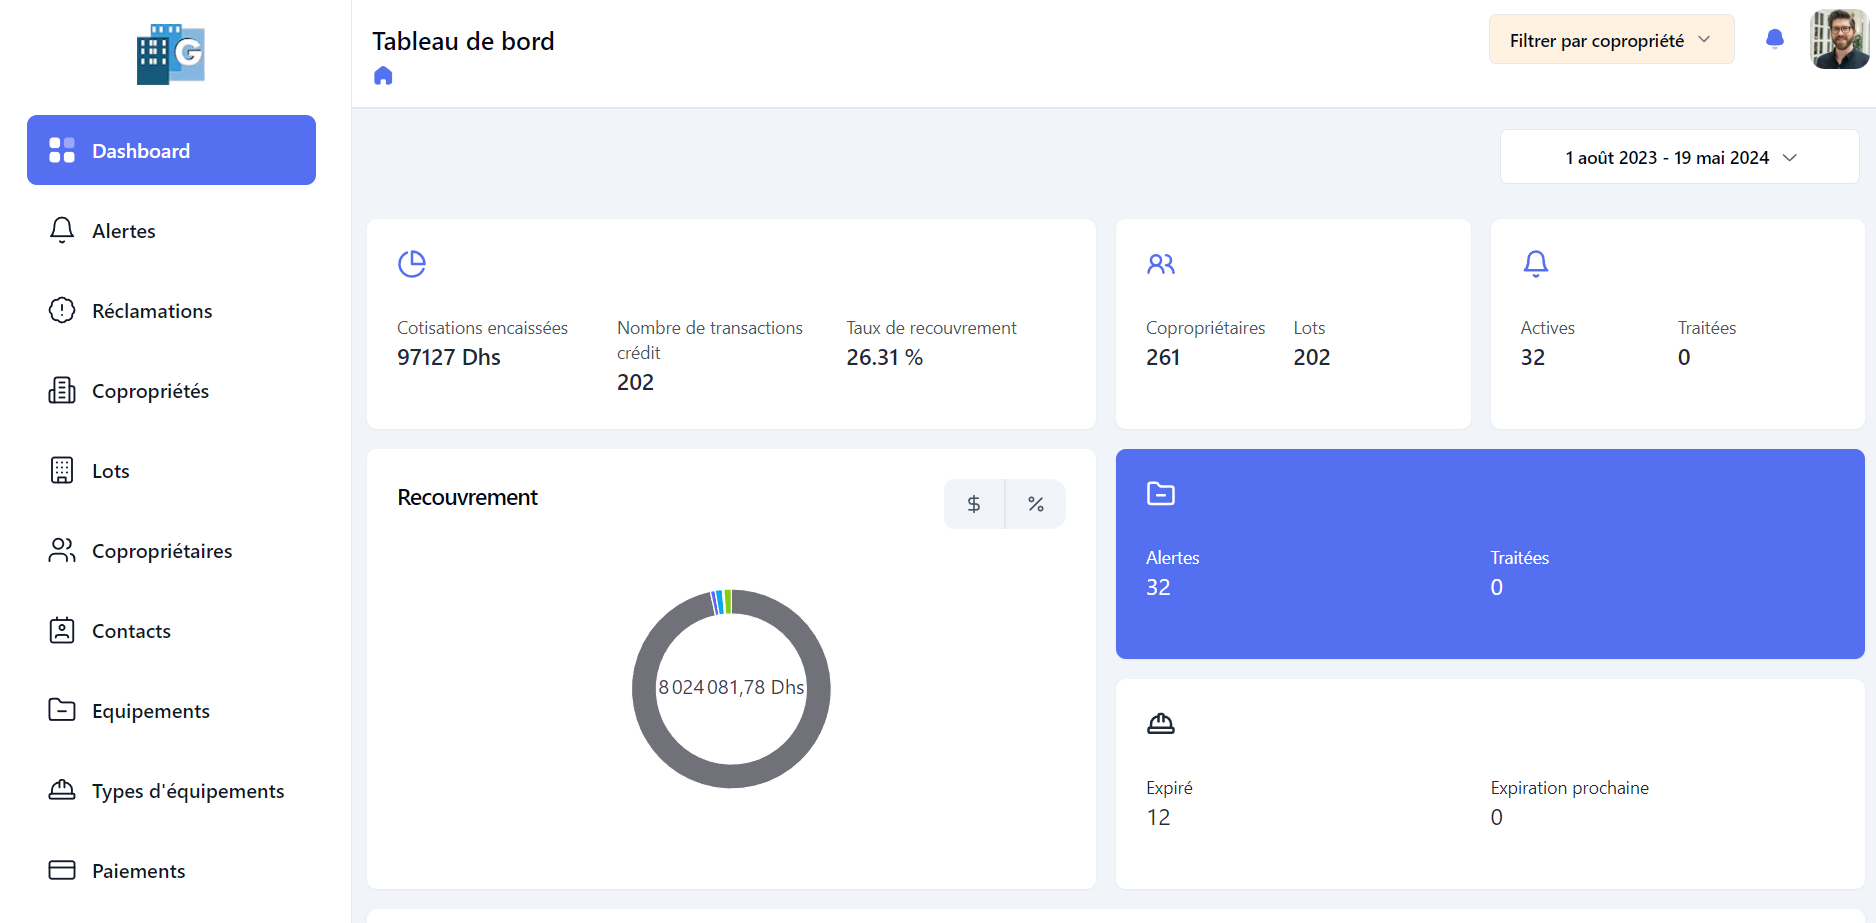 G
Tableau de bord
Filtrer par copropriété
Dashboard
Alertes
Réclamations
Copropriétés
Lots
Copropriétaires
Contacts
Equipements
Types d'équipements
Paiements
1 août 2023 - 19 mai 2024
Cotisations encaissées
97127 Dhs
Nombre de transactions
crédit
202
Taux de recouvrement
26.31 %
Copropriétaires
261
Lots
202
Actives
32
Traitées
0
Recouvrement
$
%
8 024 081,78 Dhs
Alertes
32
Traitées
0
Expiré
12
Expiration prochaine
0